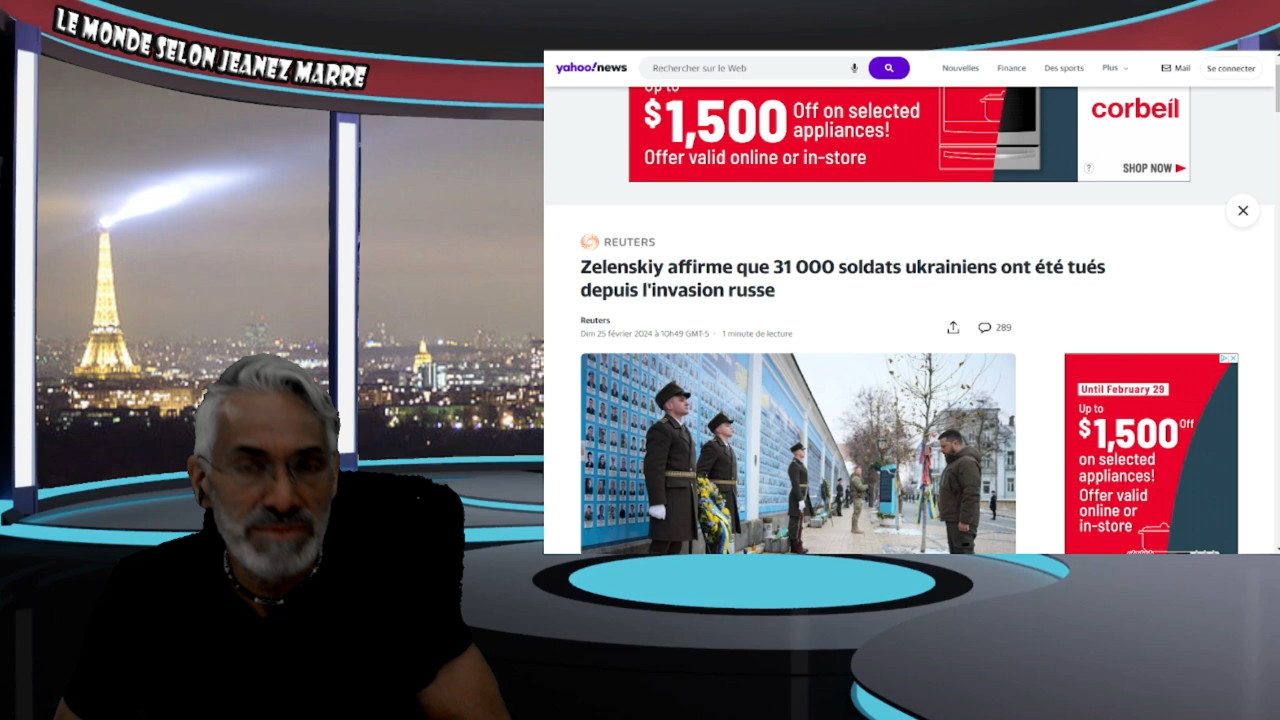 LE MONDE SELON JEANEZ MARRE
yahoo!news
Rechercher sur le Web
Nouvelles
Finance
Des sports
Plus
Mail
Se connecter
Up to
$1,500 Off on selected
appliances!
Offer valid online or in-store
corbeil
SHOP NOW
REUTERS
Zelenskiy affirme que 31 000 soldats ukrainiens ont été tués
depuis l'invasion russe
Reuters
Dim 25 février 2024 à 10h49 GMT-5 · 1 minute de lecture
289
Until February 29
Up to
$1,500 Off
on selected
appliances!
Offer valid
online or
in-store